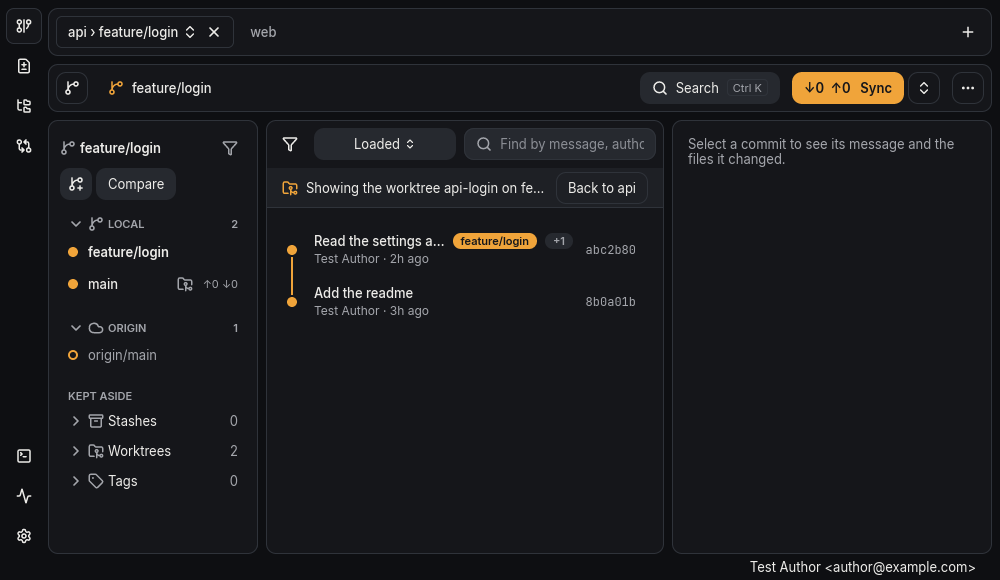 api › feature/login
web
feature/login
Search Ctrl K
↓0 ↑0 Sync
feature/login
Compare
LOCAL 2
feature/login
main ↑0 ↓0
ORIGIN 1
origin/main
KEPT ASIDE
Stashes 0
Worktrees 2
Tags 0
Loaded
Find by message, autho
Showing the worktree api-login on fe...
Back to api
Read the settings a... feature/login +1
Test Author · 2h ago
abc2b80
Add the readme
Test Author · 3h ago
8b0a01b
Select a commit to see its message and the
files it changed.
Test Author <author@example.com>